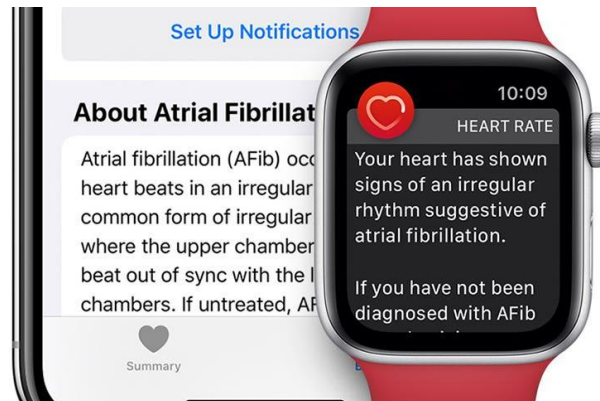 Set Up Notifications
About Atrial Fibrillat
Atrial fibrillation (AFib) occ
heart beats in an irregular
common form of irregular
where the upper chamber
beat out of sync with the l
chambers. If untreated, AF
Summary
10:09
HEART RATE
Your heart has shown
signs of an irregular
rhythm suggestive of
atrial fibrillation.
If you have not been
diagnosed with AFib